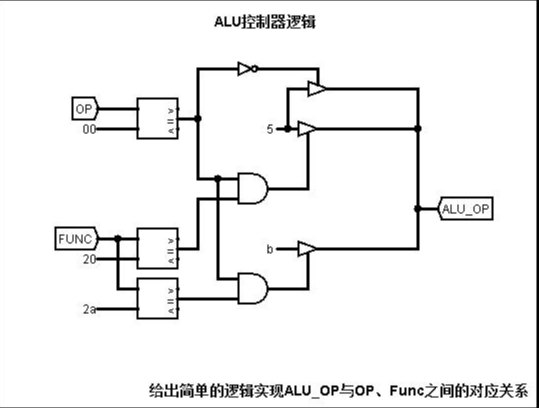 ALU控制器逻辑
OP
00
> = <
5
ALU_OP
FUNC
20
> = <
b
2a
> = <
给出简单的逻辑实现ALU_OP与OP、Func之间的对应关系